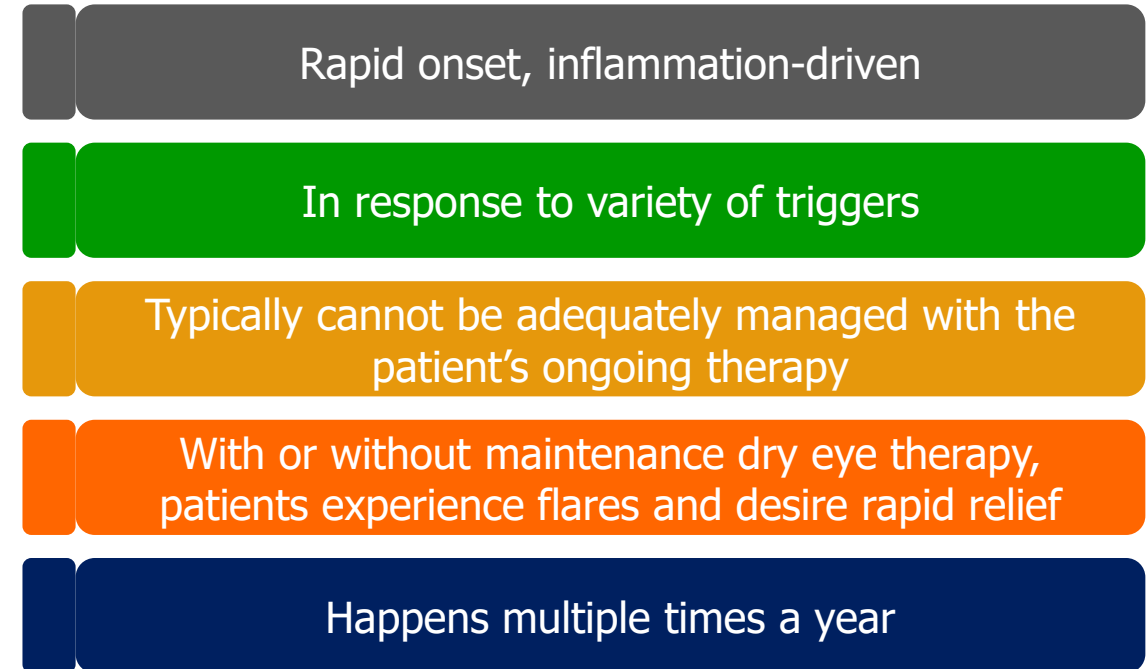 Rapid onset, inflammation-driven
In response to variety of triggers
Typically cannot be adequately managed with the
patient’s ongoing therapy
With or without maintenance dry eye therapy,
patients experience flares and desire rapid relief
Happens multiple times a year